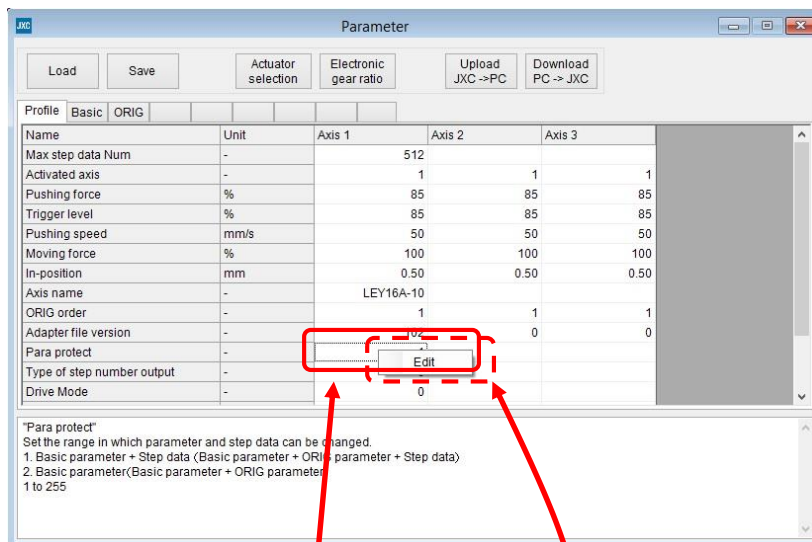 JXC Parameter
Load Save Actuator selection Electronic gear ratio Upload JXC ->PC Download PC -> JXC
Profile Basic ORIG
Name Unit Axis 1 Axis 2 Axis 3
Max step data Num - 512
Activated axis - 1 1 1
Pushing force % 85 85 85
Trigger level % 85 85 85
Pushing speed mm/s 50 50 50
Moving force % 100 100 100
In-position mm 0.50 0.50 0.50
Axis name - LEY16A-10
ORIG order - 1 1 1
Adapter file version - 102 0 0
Para protect -
Edit
Type of step number output -
Drive Mode - 0
"Para protect"
Set the range in which parameter and step data can be changed.
1. Basic parameter + Step data (Basic parameter + ORIG parameter + Step data)
2. Basic parameter(Basic parameter + ORIG parameter
1 to 255